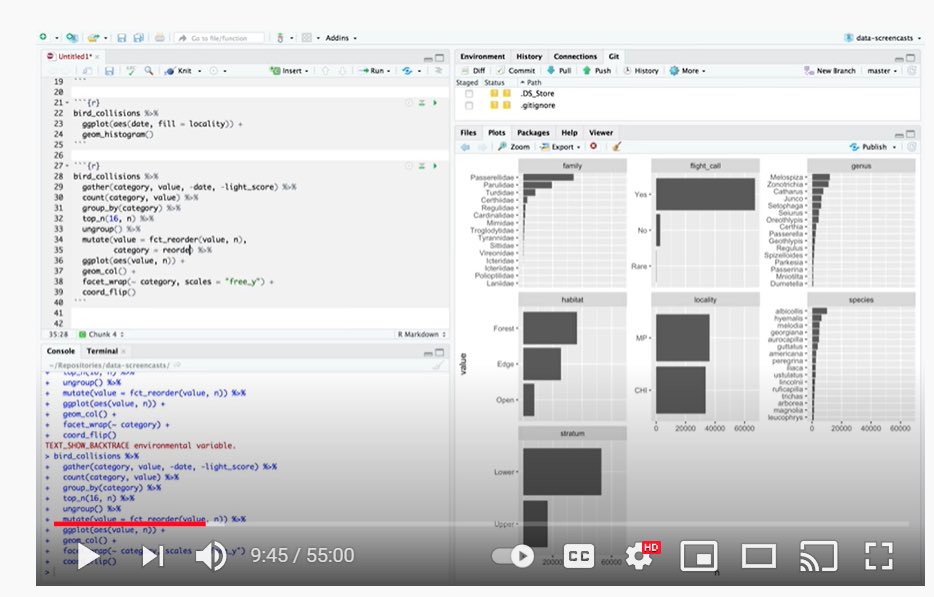 Go to file/function
Addins
data-screencasts
Untitled1*
Knit
Insert
Run
19 ```
20
21 ```{r}
22 bird_collisions %>%
23 ggplot(aes(date, fill = locality)) +
24 geom_histogram()
25 ```
26
27 ```{r}
28 bird_collisions %>%
29 gather(category, value, -date, -light_score) %>%
30 count(category, value) %>%
31 group_by(category) %>%
32 top_n(16, n) %>%
33 ungroup() %>%
34 mutate(value = fct_reorder(value, n),
35 category = reorde) %>%
36 ggplot(aes(value, n)) +
37 geom_col() +
38 facet_wrap(~ category, scales = "free_y") +
39 coord_flip()
40 ```
41
42
35:28 Chunk 4 R Markdown
Console Terminal
~/Repositories/data-screencasts/
+ top_n(16, n) %>%
+ ungroup() %>%
+ mutate(value = fct_reorder(value, n)) %>%
+ ggplot(aes(value, n)) +
+ geom_col() +
+ facet_wrap(~ category) +
+ coord_flip()
TEXT_SHOW_BACKTRACE environmental variable.
> bird_collisions %>%
+ gather(category, value, -date, -light_score) %>%
+ count(category, value) %>%
+ group_by(category) %>%
+ top_n(16, n) %>%
+ ungroup() %>%
+ mutate(value = fct_reorder(value, n)) %>%
+ ggplot(aes(value, n)) +
+ geom_col() +
+ coord_flip()
>
Environment History Connections Git
Diff Commit Pull Push History More New Branch master
Staged Status Path
.DS_Store
.gitignore
Files Plots Packages Help Viewer
Zoom Export Publish
family
Passerellidae
Parulidae
Turdidae
Certhiidae
Regulidae
Cardinalidae
Mimidae
Troglodytidae
Tyrannidae
Sittidae
Vireonidae
Icteridae
Icteriidae
Polioptilidae
Laniidae
flight_call
Yes
No
Rare
genus
Melospiza
Zonotrichia
Catharus
Junco
Setophaga
Seiurus
Oreothlypis
Certhia
Passerella
Geothlypis
Regulus
Spizelloides
Parkesia
Passerina
Mniotilta
Dumetella
habitat
Forest
Edge
Open
locality
MP
CHI
0 20000 40000 60000
species
albicollis
hyemalis
melodia
georgiana
aurocapilla
guttatus
americana
peregrina
iliaca
ustulatus
lincolnii
ruficapilla
trichas
arborea
magnolia
leucophrys
0 20000 40000 60000
stratum
Lower
Upper
60000
value
n
9:45 / 55:00
CC
HD